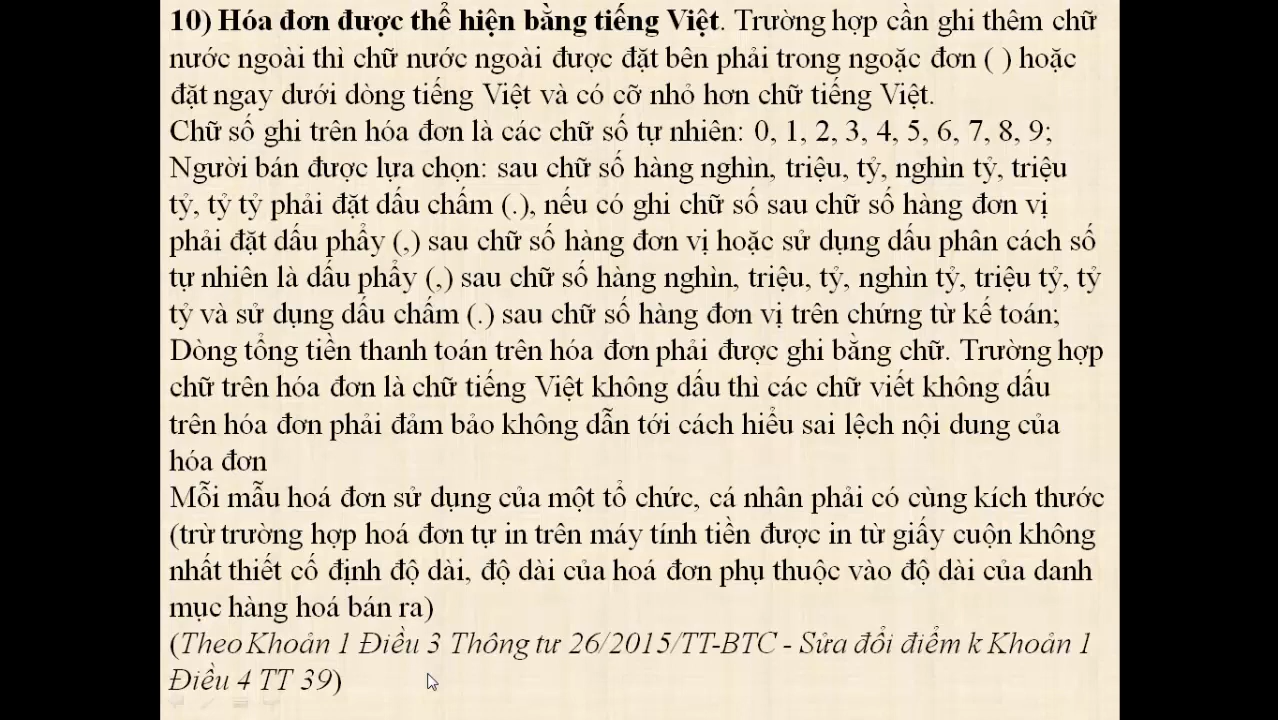 10) Hóa đơn được thể hiện bằng tiếng Việt. Trường hợp cần ghi thêm chữ
nước ngoài thì chữ nước ngoài được đặt bên phải trong ngoặc đơn ( ) hoặc
đặt ngay dưới dòng tiếng Việt và có cỡ nhỏ hơn chữ tiếng Việt.
Chữ số ghi trên hóa đơn là các chữ số tự nhiên: 0, 1, 2, 3, 4, 5, 6, 7, 8, 9;
Người bán được lựa chọn: sau chữ số hàng nghìn, triệu, tỷ, nghìn tỷ, triệu
tỷ, tỷ tỷ phải đặt dấu chấm (.), nếu có ghi chữ số sau chữ số hàng đơn vị
phải đặt dấu phẩy (,) sau chữ số hàng đơn vị hoặc sử dụng dấu phân cách số
tự nhiên là dấu phẩy (,) sau chữ số hàng nghìn, triệu, tỷ, nghìn tỷ, triệu tỷ, tỷ
tỷ và sử dụng dấu chấm (.) sau chữ số hàng đơn vị trên chứng từ kế toán;
Dòng tổng tiền thanh toán trên hóa đơn phải được ghi bằng chữ. Trường hợp
chữ trên hóa đơn là chữ tiếng Việt không dấu thì các chữ viết không dấu
trên hóa đơn phải đảm bảo không dẫn tới cách hiểu sai lệch nội dung của
hóa đơn
Mỗi mẫu hoá đơn sử dụng của một tổ chức, cá nhân phải có cùng kích thước
(trừ trường hợp hoá đơn tự in trên máy tính tiền được in từ giấy cuộn không
nhất thiết cố định độ dài, độ dài của hoá đơn phụ thuộc vào độ dài của danh
mục hàng hoá bán ra)
(Theo Khoản 1 Điều 3 Thông tư 26/2015/TT-BTC - Sửa đổi điểm k Khoản 1
Điều 4 TT 39)